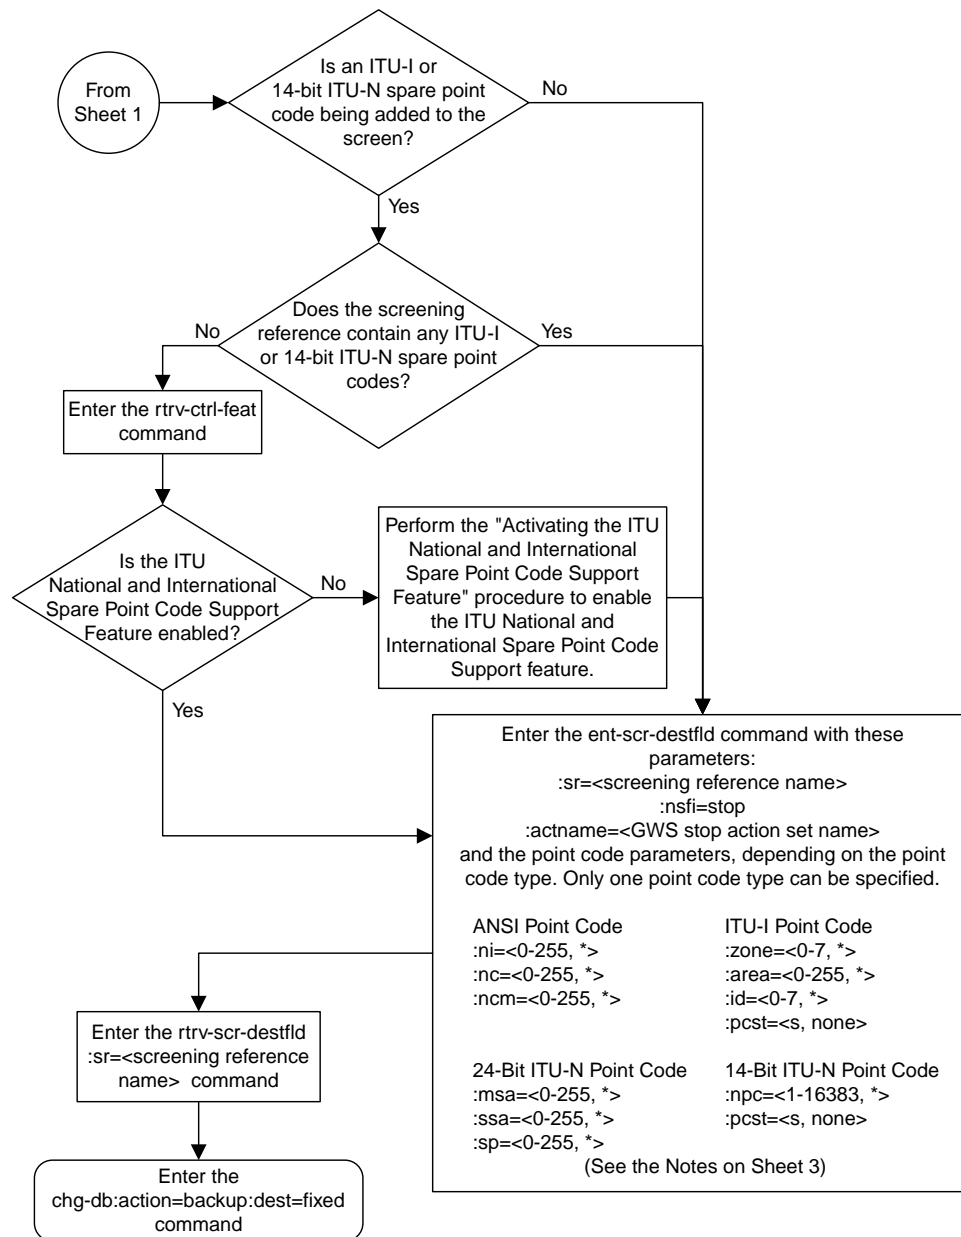 From
Sheet 1
Is an ITU-I or
14-bit ITU-N spare point
code being added to the
screen?
No
Yes
Does the screening
reference contain any ITU-I
or 14-bit ITU-N spare point
codes?
No
Yes
Enter the rtrv-ctrl-feat
command
Is the ITU
National and International
Spare Point Code Support
Feature enabled?
No
Yes
Perform the "Activating the ITU
National and International
Spare Point Code Support
Feature" procedure to enable
the ITU National and
International Spare Point Code
Support feature.
Enter the ent-scr-destfld command with these
parameters:
:sr=<screening reference name>
:nsfi=stop
:actname=<GWS stop action set name>
and the point code parameters, depending on the point
code type. Only one point code type can be specified.
ANSI Point Code
:ni=<0-255, *>
:nc=<0-255, *>
:ncm=<0-255, *>
ITU-I Point Code
:zone=<0-7, *>
:area=<0-255, *>
:id=<0-7, *>
:pcst=<s, none>
24-Bit ITU-N Point Code
:msa=<0-255, *>
:ssa=<0-255, *>
:sp=<0-255, *>
14-Bit ITU-N Point Code
:npc=<1-16383, *>
:pcst=<s, none>
(See the Notes on Sheet 3)
Enter the rtrv-scr-destfld
:sr=<screening reference
name> command
Enter the
chg-db:action=backup:dest=fixed
command